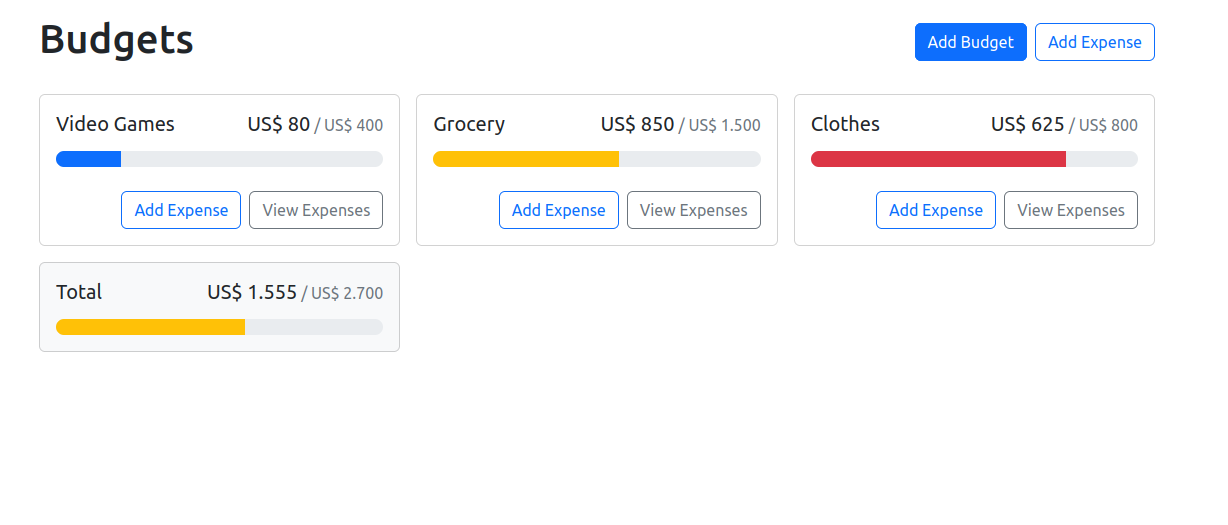 Budgets
Add Budget
Add Expense
Video Games US$ 80 / US$ 400
Add Expense
View Expenses
Grocery US$ 850 / US$ 1.500
Add Expense
View Expenses
Clothes US$ 625 / US$ 800
Add Expense
View Expenses
Total US$ 1.555 / US$ 2.700